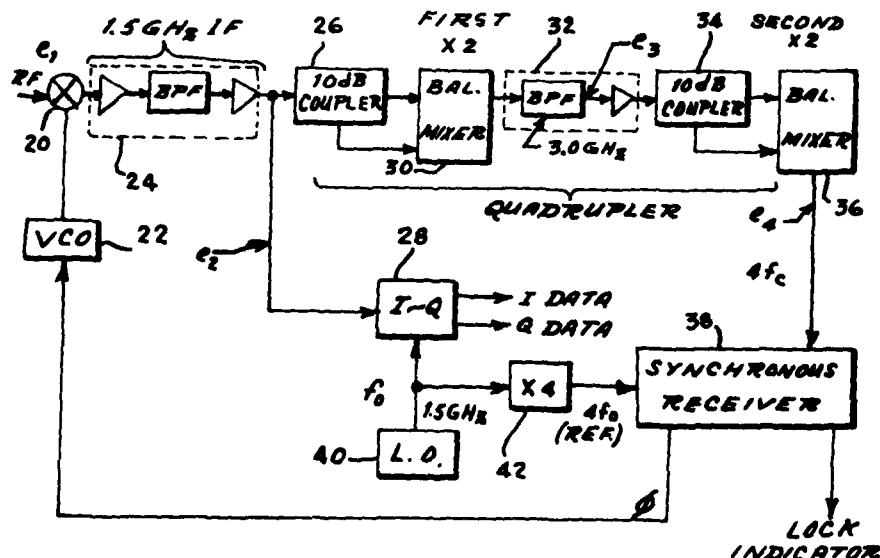 1.5GHz IF
FIRST
X2
SECOND
X2
e1
RF
20
BPF
24
26
10dB
COUPLER
BAL.
MIXER
30
32
BPF
e3
3.0GHz
34
10dB
COUPLER
BAL.
MIXER
36
QUADRUPLER
VCO
22
e2
28
I-Q
I DATA
Q DATA
e4
4fc
38
SYNCHRONOUS
RECEIVER
fo
1.5GHz
X4
42
4fo
(REF)
40
L.O.
ϕ
LOCK
INDICATOR